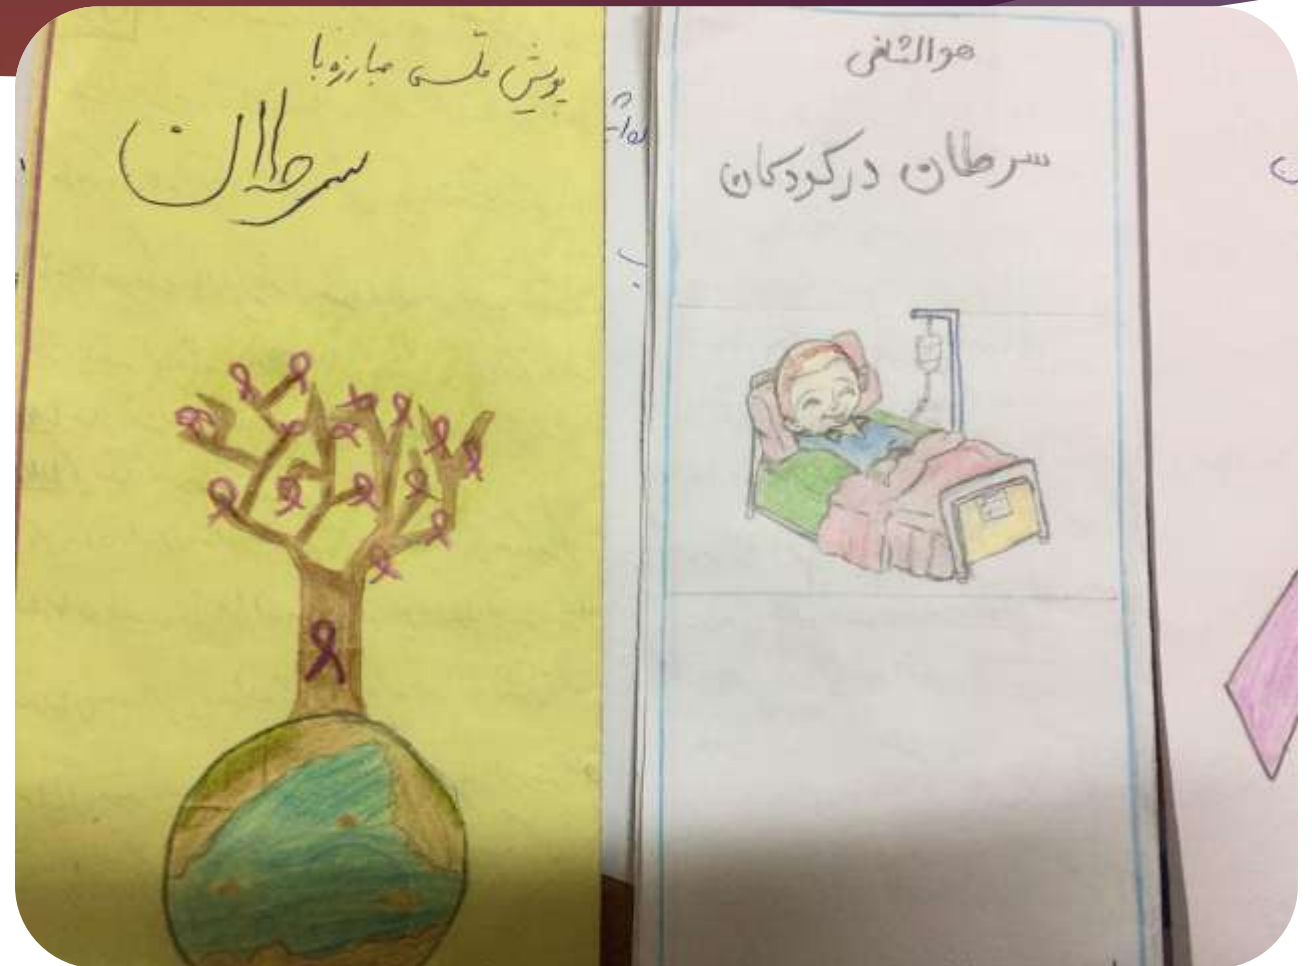 پویش ملی مبارزه با
سرطان
هوالشافی
سرطان در کودکان